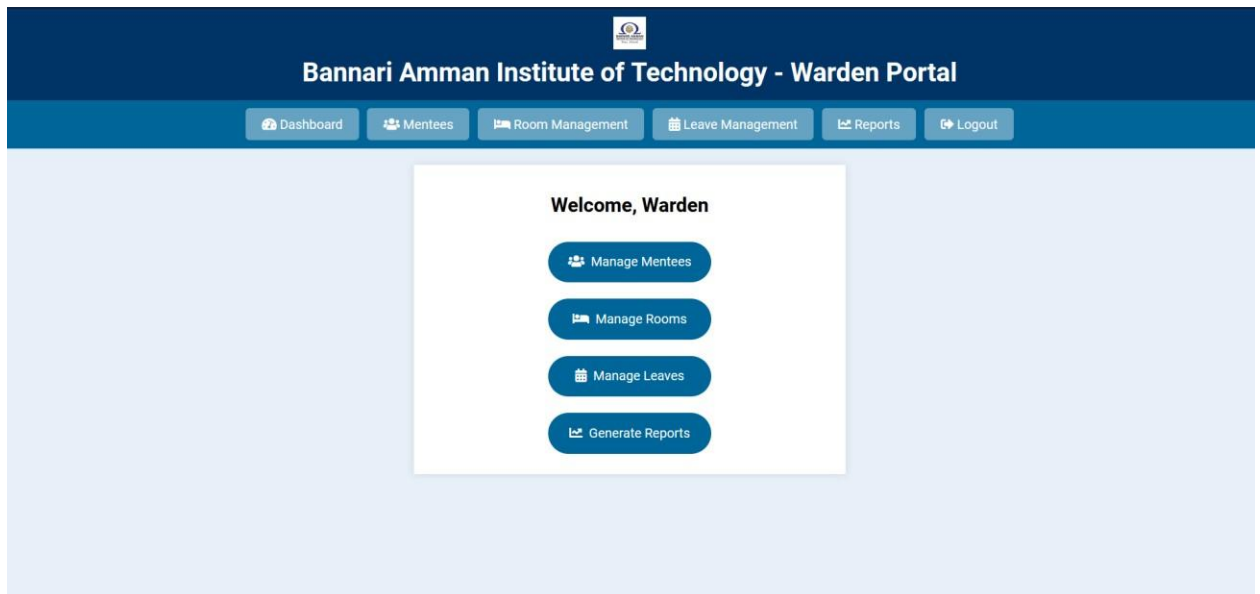 Bannari Amman Institute of Technology - Warden Portal
Dashboard Mentees Room Management Leave Management Reports Logout
Welcome, Warden
Manage Mentees
Manage Rooms
Manage Leaves
Generate Reports